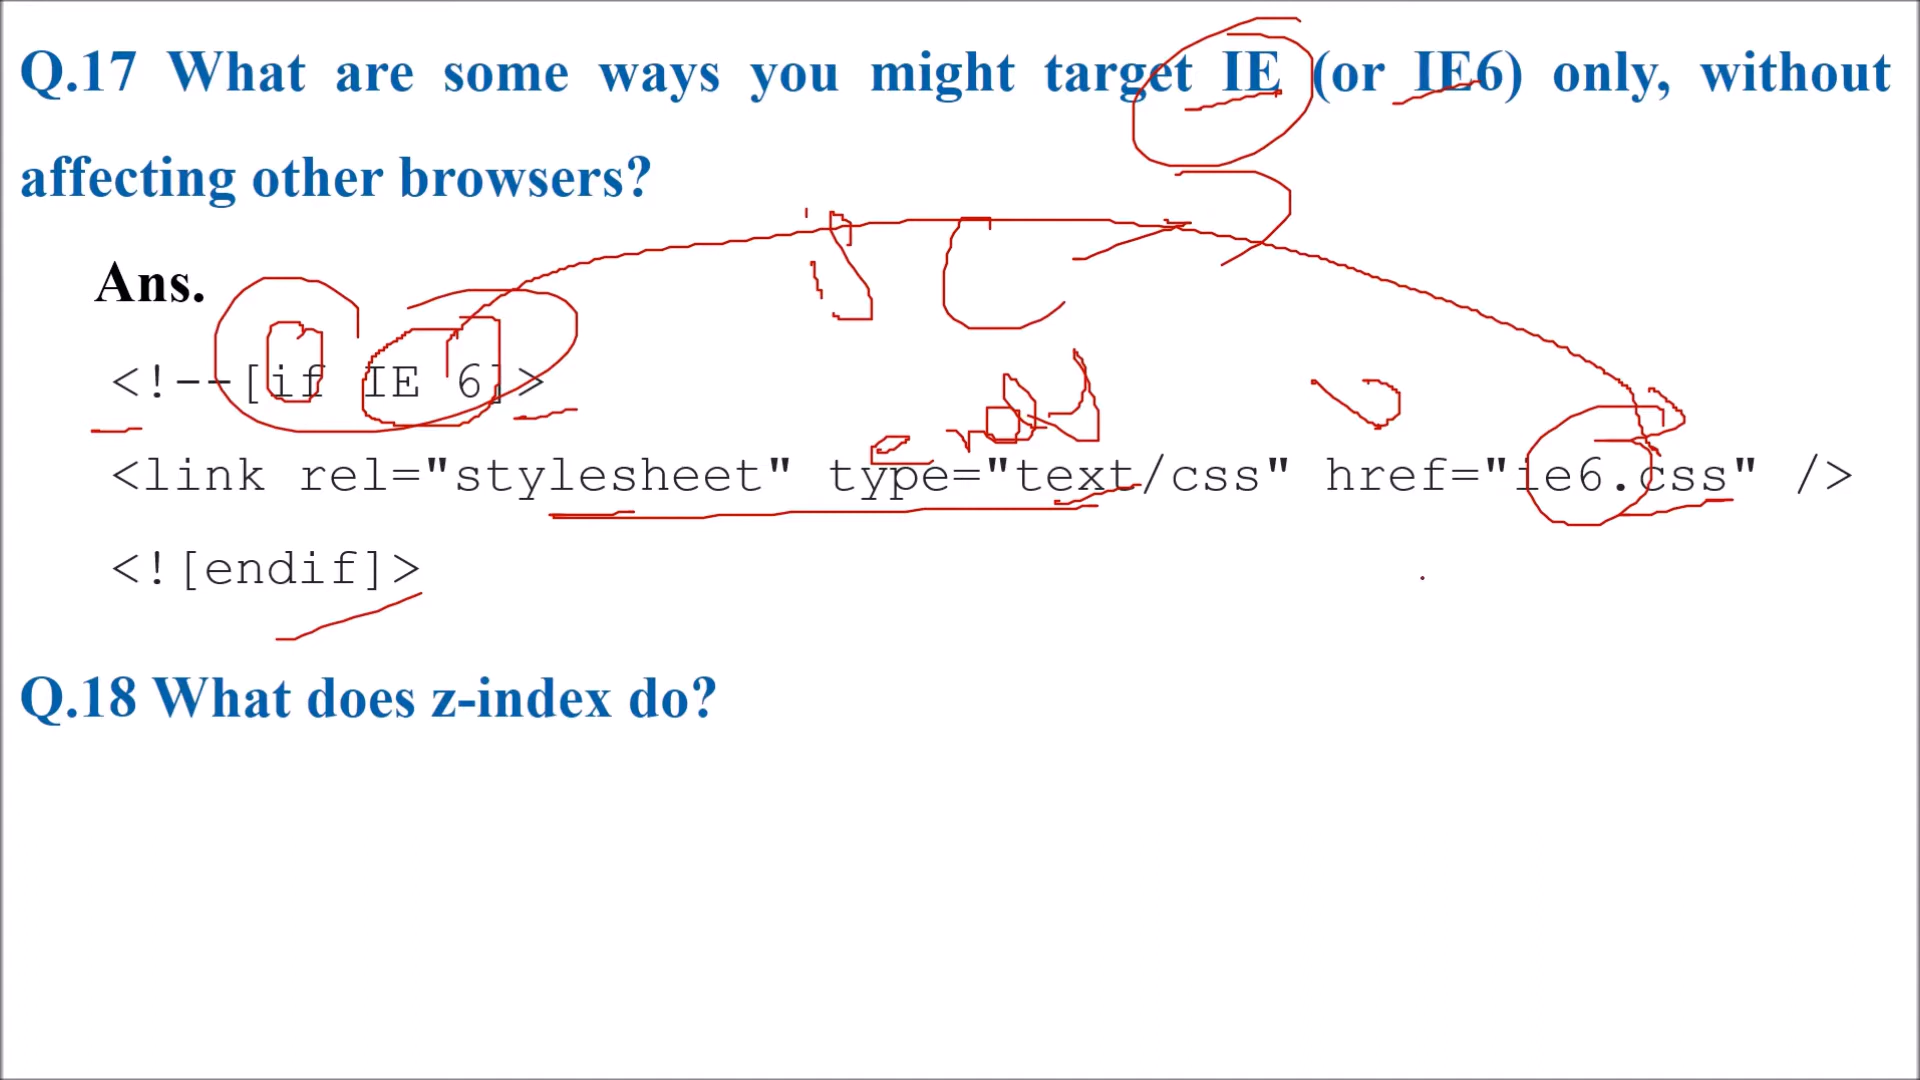 Q.17 What are some ways you might target IE (or IE6) only, without
affecting other browsers?
Ans.
<!--[if IE 6]>
<link rel="stylesheet" type="text/css" href="ie6.css" />
<![endif]>
Q.18 What does z-index do?